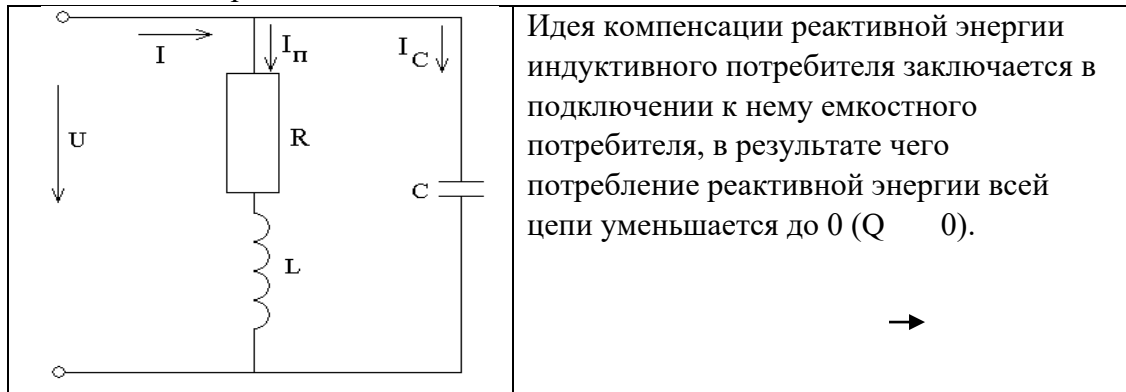 I
Iп
IC
U
R
C
L
Идея компенсации реактивной энергии
индуктивного потребителя заключается в
подключении к нему емкостного
потребителя, в результате чего
потребление реактивной энергии всей
цепи уменьшается до 0 (Q 0).